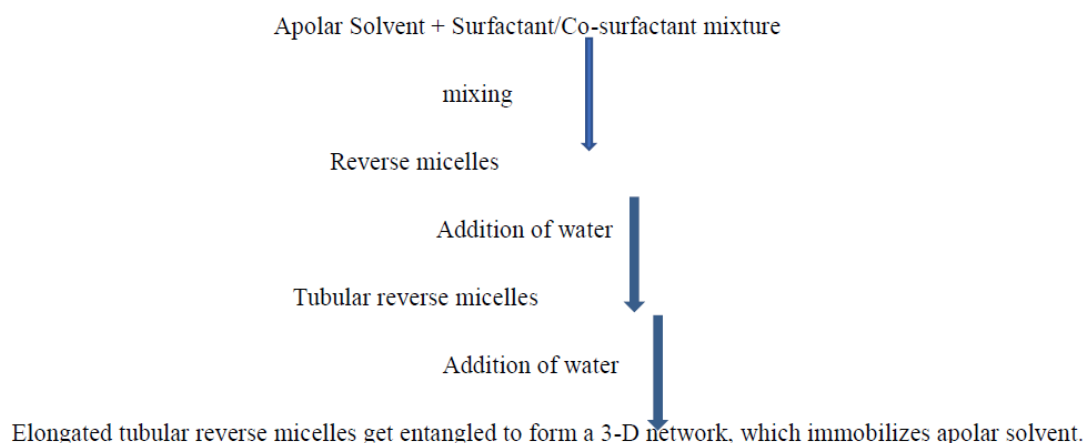 Apolar Solvent + Surfactant/Co-surfactant mixture
mixing
Reverse micelles
Addition of water
Tubular reverse micelles
Addition of water
Elongated tubular reverse micelles get entangled to form a 3-D network, which immobilizes apolar solvent.